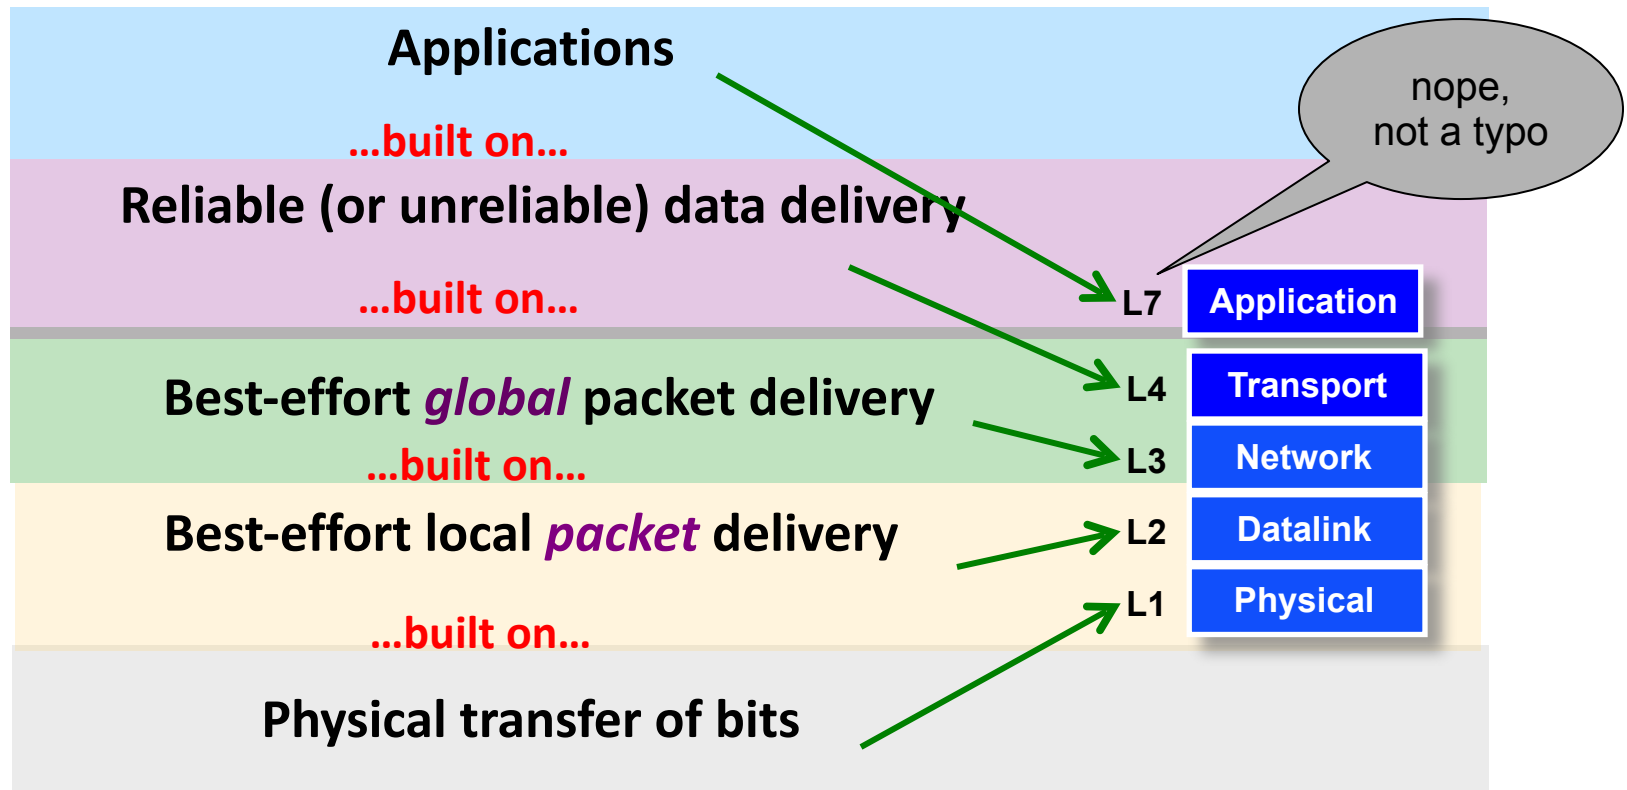 Applications
nope,
not a typo
...built on...
Reliable (or unreliable) data delivery
...built on...
L7 Application
L4 Transport
Best-effort global packet delivery
L3 Network
...built on...
Best-effort local packet delivery
L2 Datalink
L1 Physical
...built on...
Physical transfer of bits